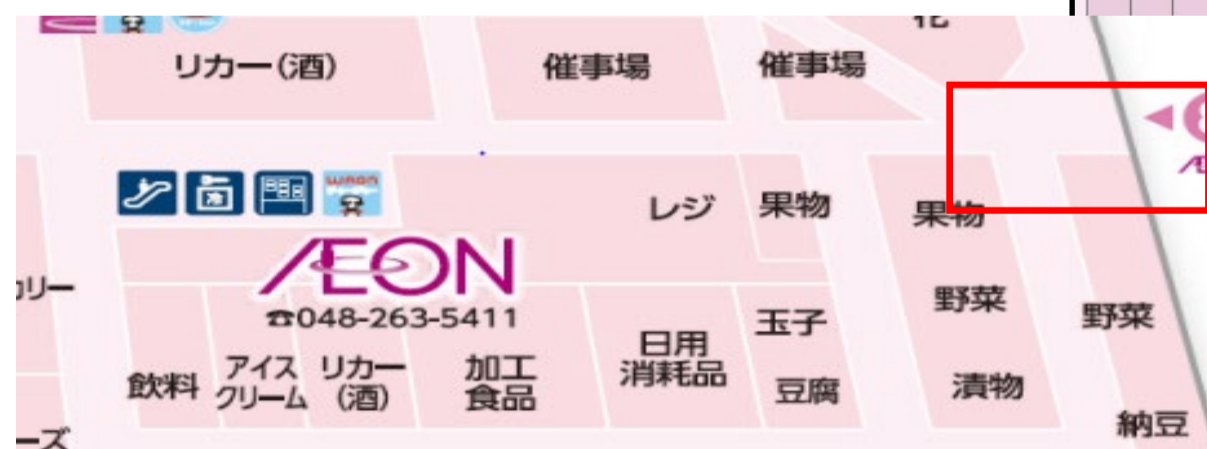 リカー(酒)
催事場
催事場
WAON
レジ
果物
果物
ÆON
☎048-263-5411
野菜
野菜
玉子
日用
消耗品
飲料
アイス
クリーム
リカー
(酒)
加工
食品
豆腐
漬物
納豆